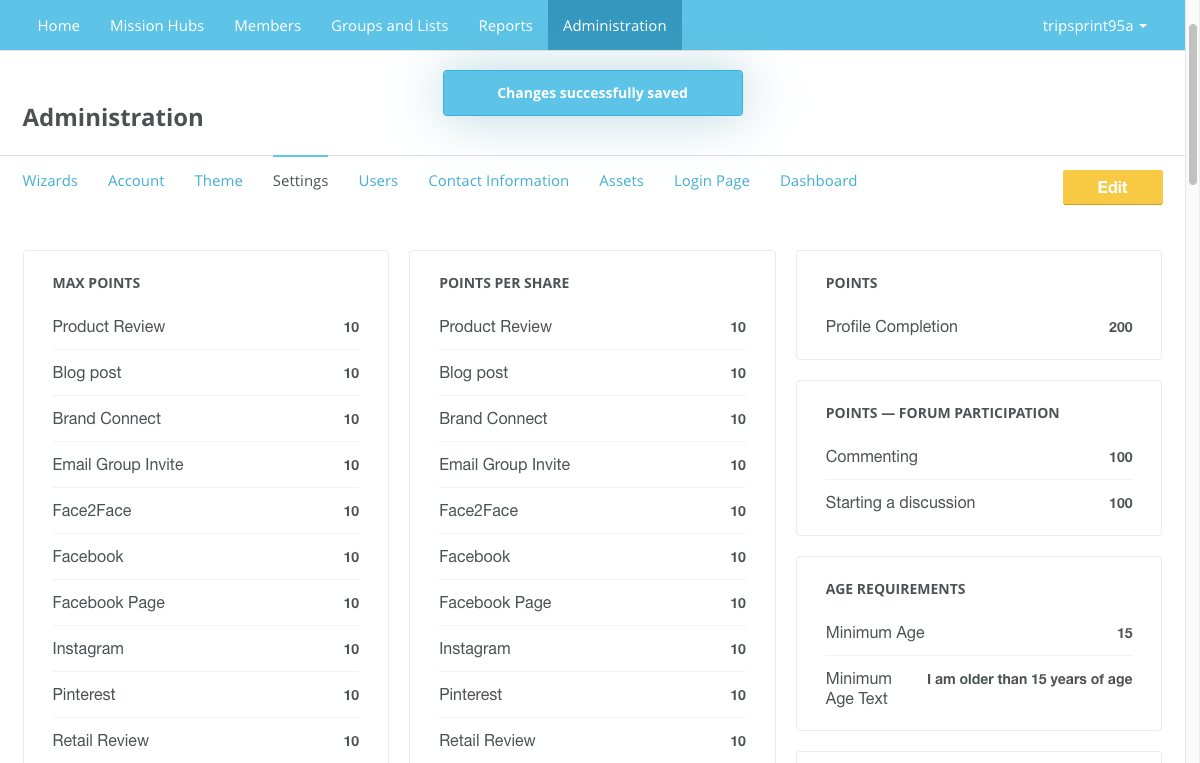 Home Mission Hubs Members Groups and Lists Reports Administration tripsprint95a
Changes successfully saved
Administration
Wizards Account Theme Settings Users Contact Information Assets Login Page Dashboard
Edit
MAX POINTS
Product Review 10
Blog post 10
Brand Connect 10
Email Group Invite 10
Face2Face 10
Facebook 10
Facebook Page 10
Instagram 10
Pinterest 10
Retail Review 10
POINTS PER SHARE
Product Review 10
Blog post 10
Brand Connect 10
Email Group Invite 10
Face2Face 10
Facebook 10
Facebook Page 10
Instagram 10
Pinterest 10
Retail Review 10
POINTS
Profile Completion 200
POINTS — FORUM PARTICIPATION
Commenting 100
Starting a discussion 100
AGE REQUIREMENTS
Minimum Age 15
Minimum I am older than 15 years of age
Age Text